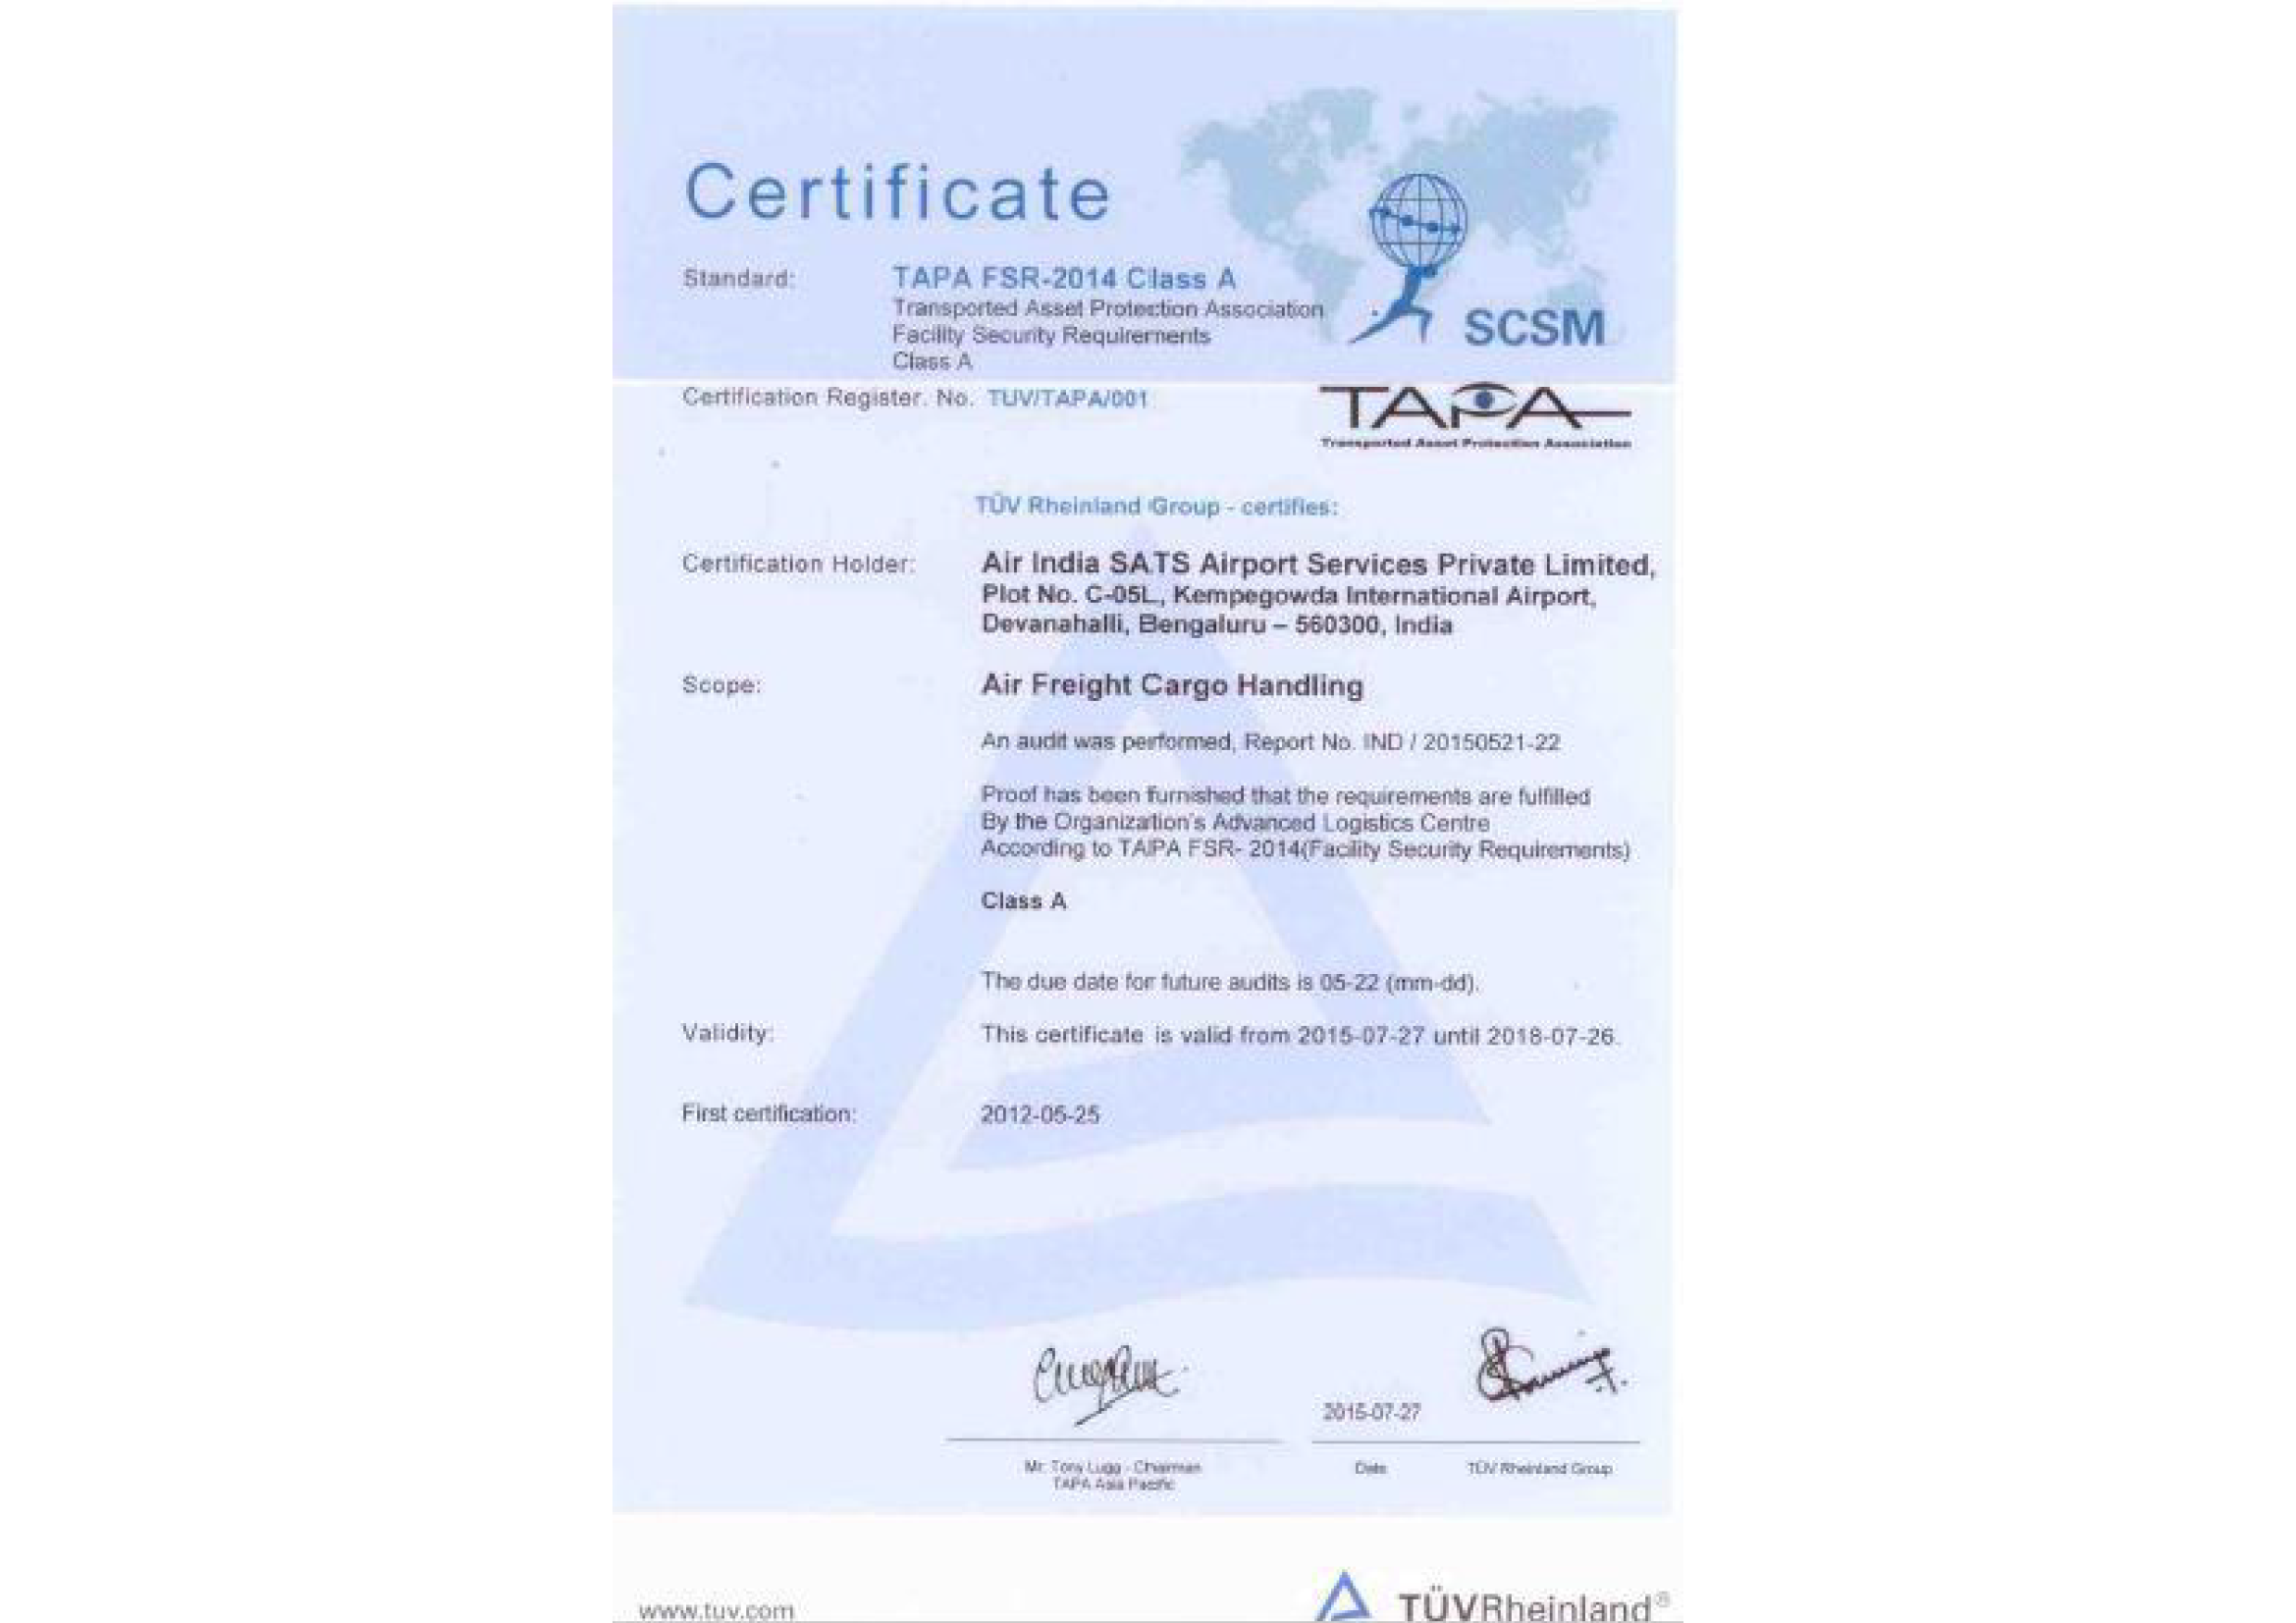 Certificate
Standard: TAPA FSR-2014 Class A
Transported Asset Protection Association
Facility Security Requirements
Class A
SCSM
Certification Register. No. TUV/TAPA/001
TAPA
Transported Asset Protection Association
TÜV Rheinland Group - certifies:
Certification Holder: Air India SATS Airport Services Private Limited,
Plot No. C-05L, Kempegowda International Airport,
Devanahalli, Bengaluru – 560300, India
Scope: Air Freight Cargo Handling
An audit was performed, Report No. IND / 20150521-22
Proof has been furnished that the requirements are fulfilled
By the Organization's Advanced Logistics Centre
According to TAPA FSR- 2014(Facility Security Requirements)
Class A
The due date for future audits is 05-22 (mm-dd).
Validity: This certificate is valid from 2015-07-27 until 2018-07-26.
First certification: 2012-05-25
2015-07-27
Mr. Tony Lugg - Chairman Date TÜV Rheinland Group
TAPA Asia Pacific
www.tuv.com TÜVRheinland®